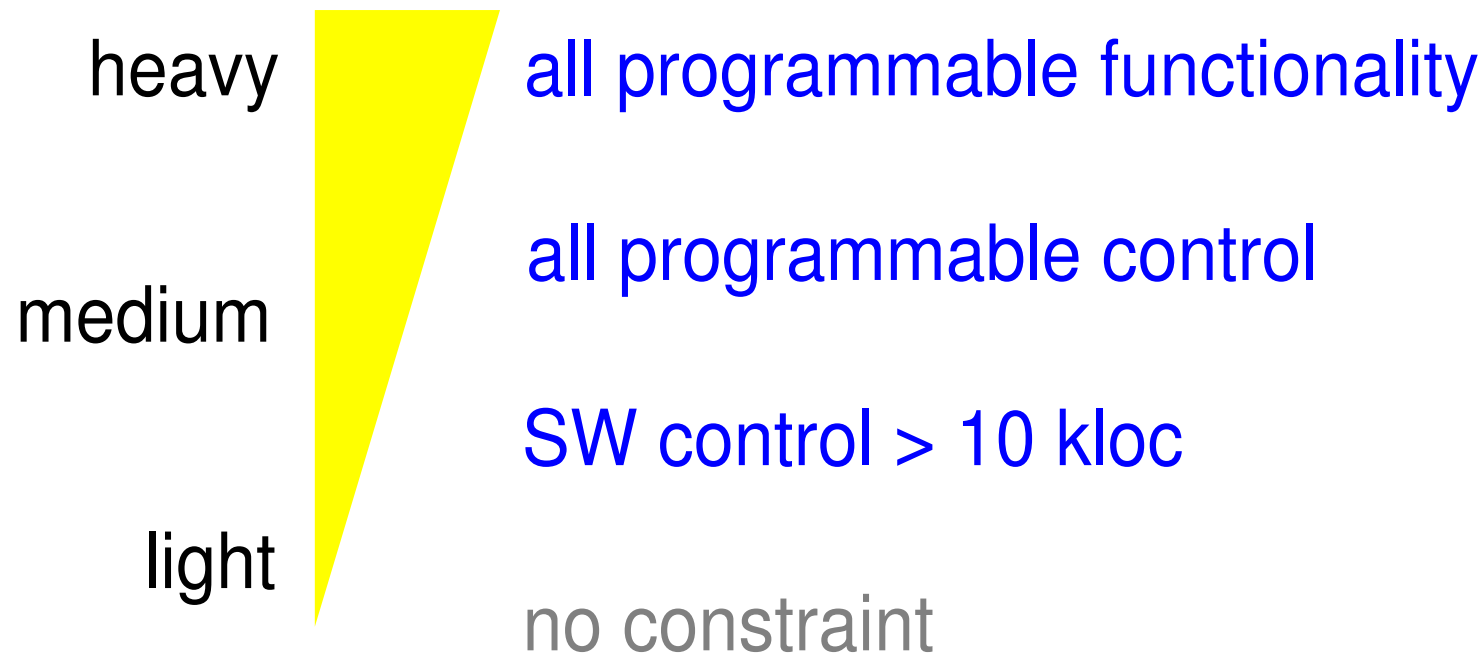 heavy
all programmable functionality
all programmable control
medium
SW control > 10 kloc
light
no constraint